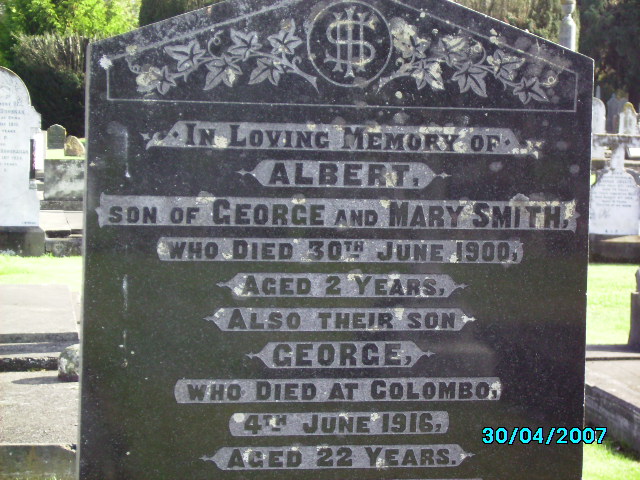 IHS
IN LOVING MEMORY OF
ALBERT,
SON OF GEORGE AND MARY SMITH,
WHO DIED 30TH JUNE 1900,
AGED 2 YEARS,
ALSO THEIR SON
GEORGE,
WHO DIED AT COLOMBO,
4TH JUNE 1916,
AGED 22 YEARS.
30/04/2007